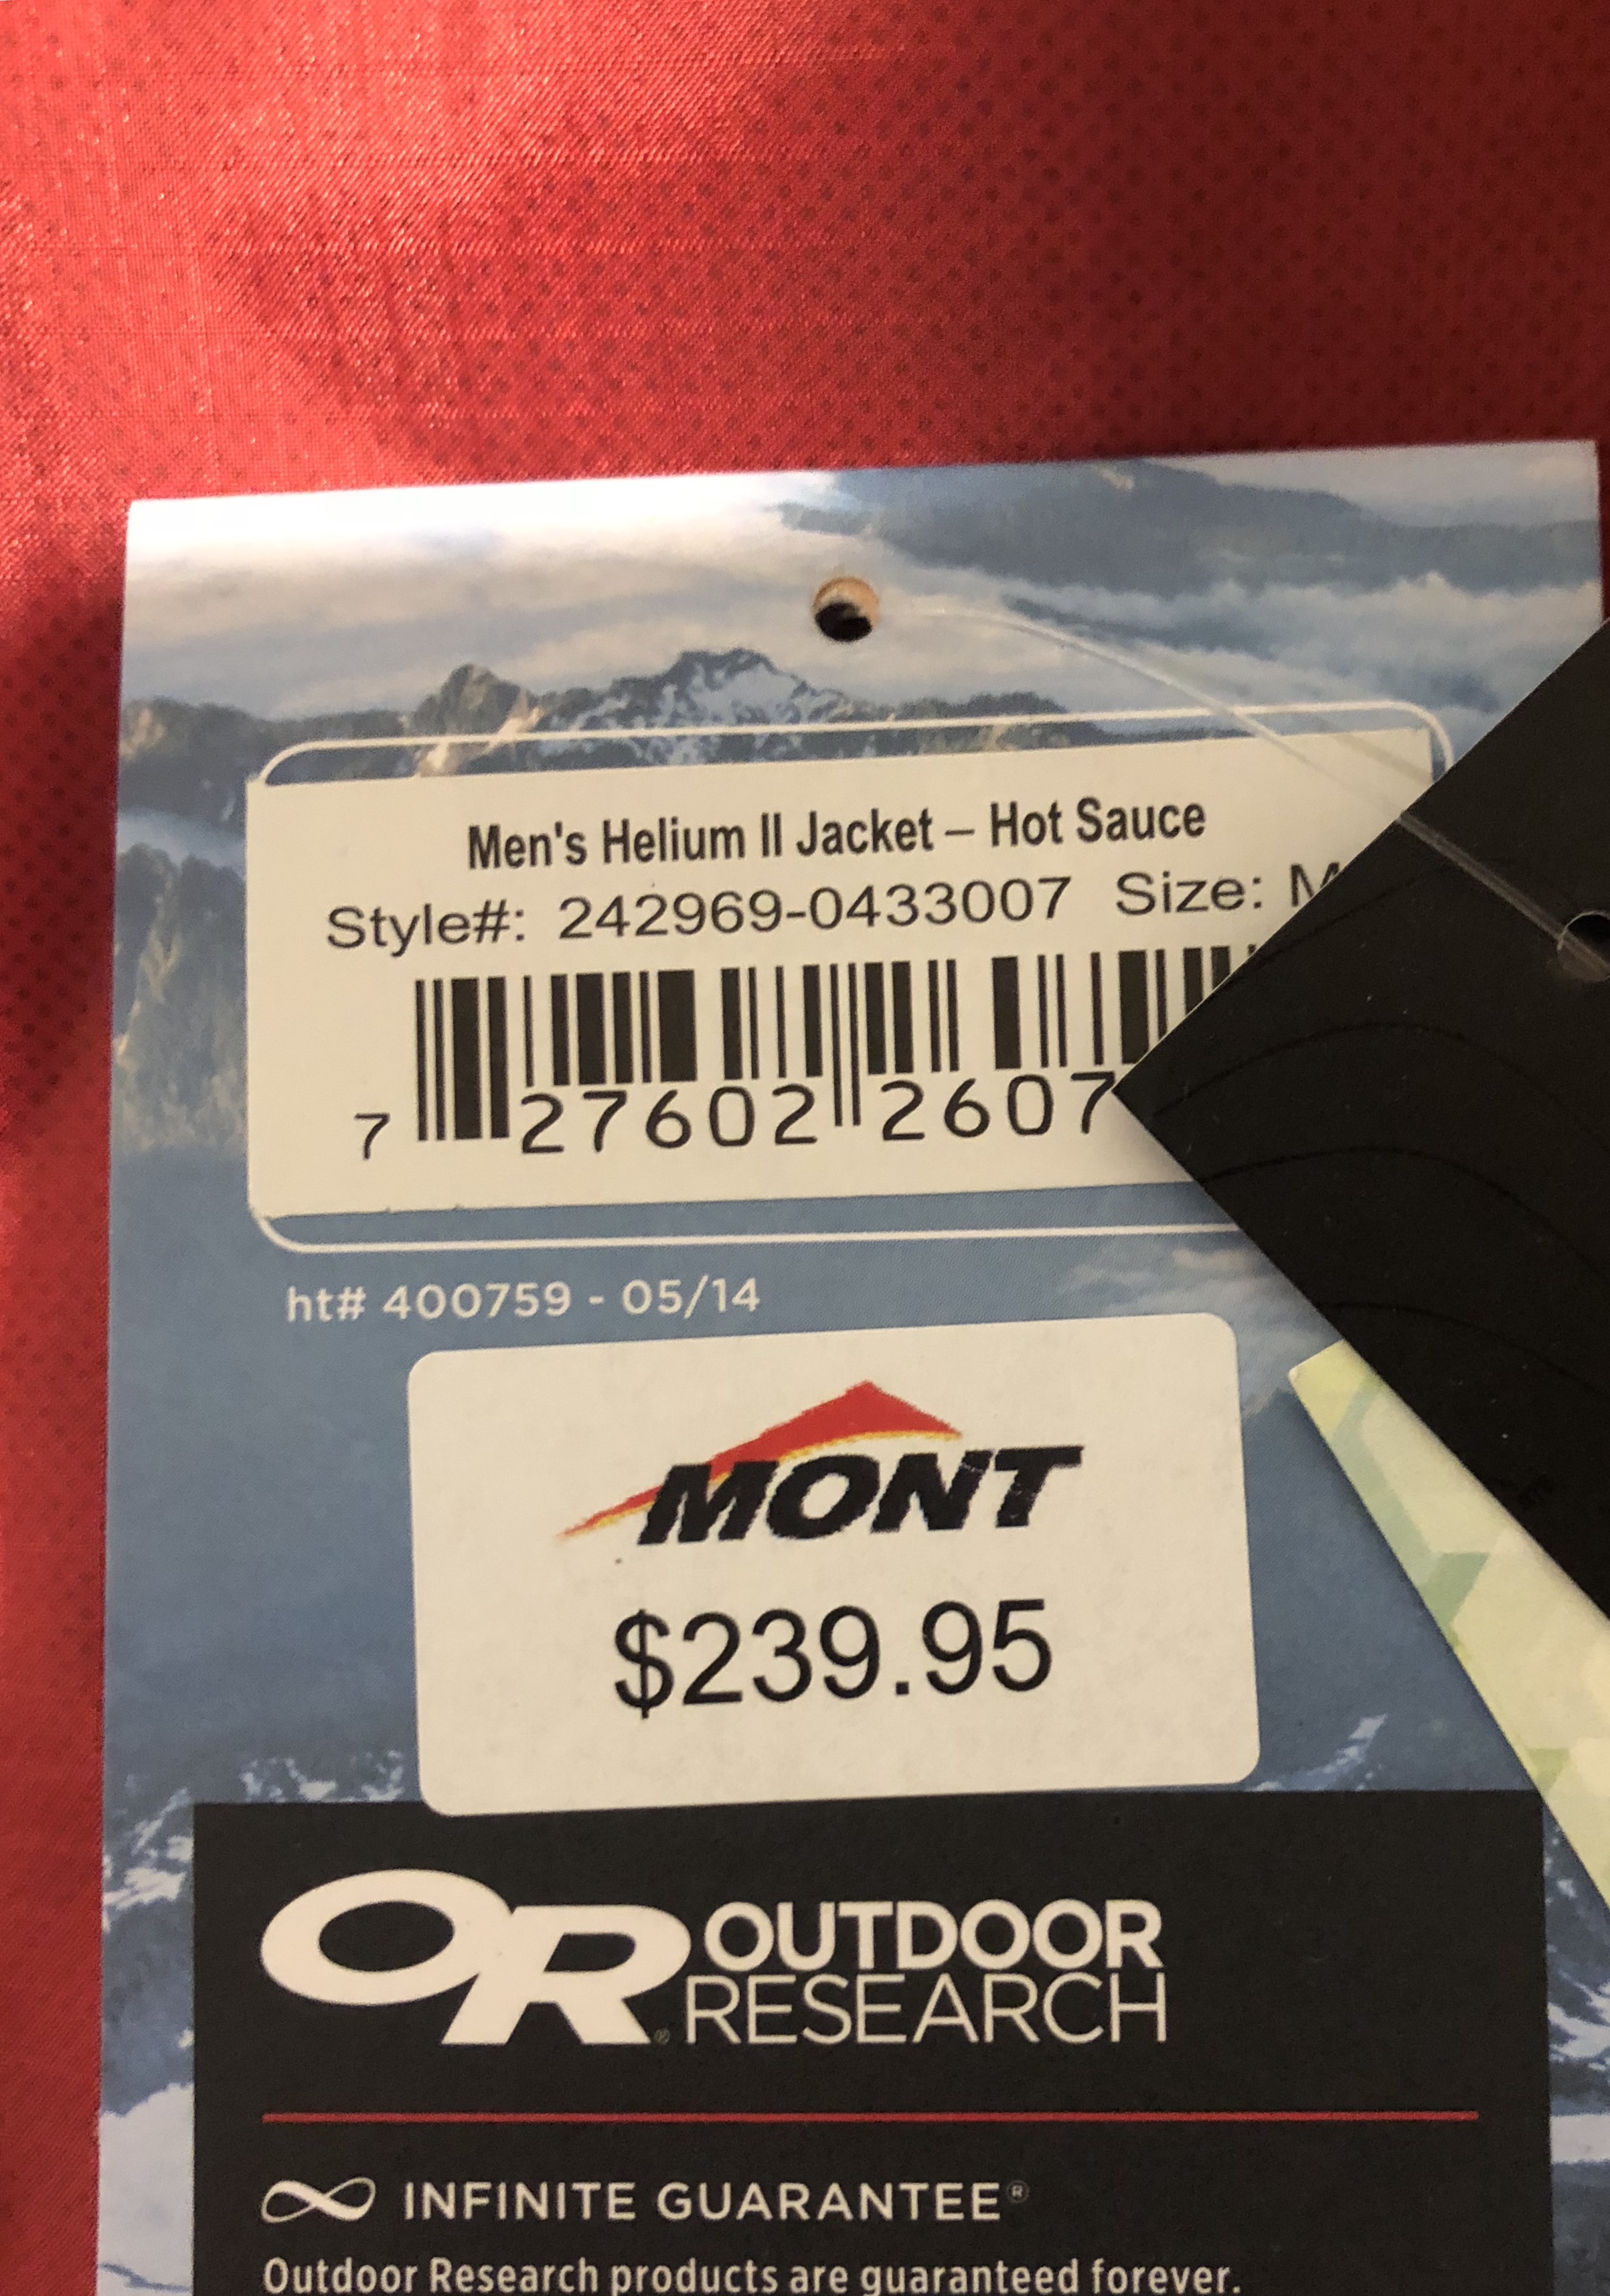 Men's Helium II Jacket – Hot Sauce
Style#: 242969-0433007 Size: M
7 27602 2607
ht# 400759 - 05/14
MONT
$239.95
OR® OUTDOOR
RESEARCH
INFINITE GUARANTEE®
Outdoor Research products are guaranteed forever.